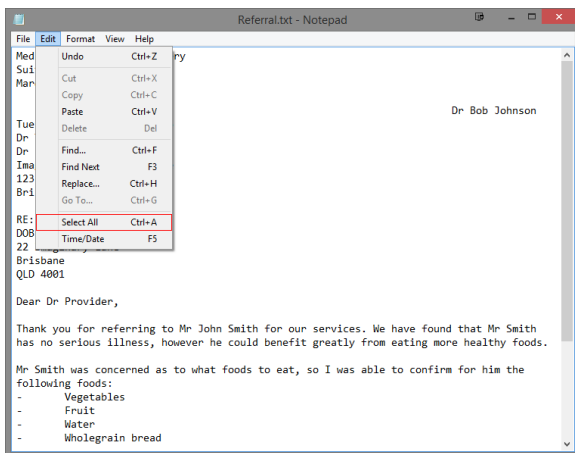 Referral.txt - Notepad
File Edit Format View Help
Undo Ctrl+Z
Cut Ctrl+X
Copy Ctrl+C
Paste Ctrl+V
Delete Del
Find... Ctrl+F
Find Next F3
Replace... Ctrl+H
Go To... Ctrl+G
Select All Ctrl+A
Time/Date F5
Med ry
Sui
Mar
Dr Bob Johnson
Tue
Dr
Dr
Ima
123
Bri
RE:
DOB
22
Brisbane
QLD 4001
Dear Dr Provider,
Thank you for referring to Mr John Smith for our services. We have found that Mr Smith
has no serious illness, however he could benefit greatly from eating more healthy foods.
Mr Smith was concerned as to what foods to eat, so I was able to confirm for him the
following foods:
- Vegetables
- Fruit
- Water
- Wholegrain bread